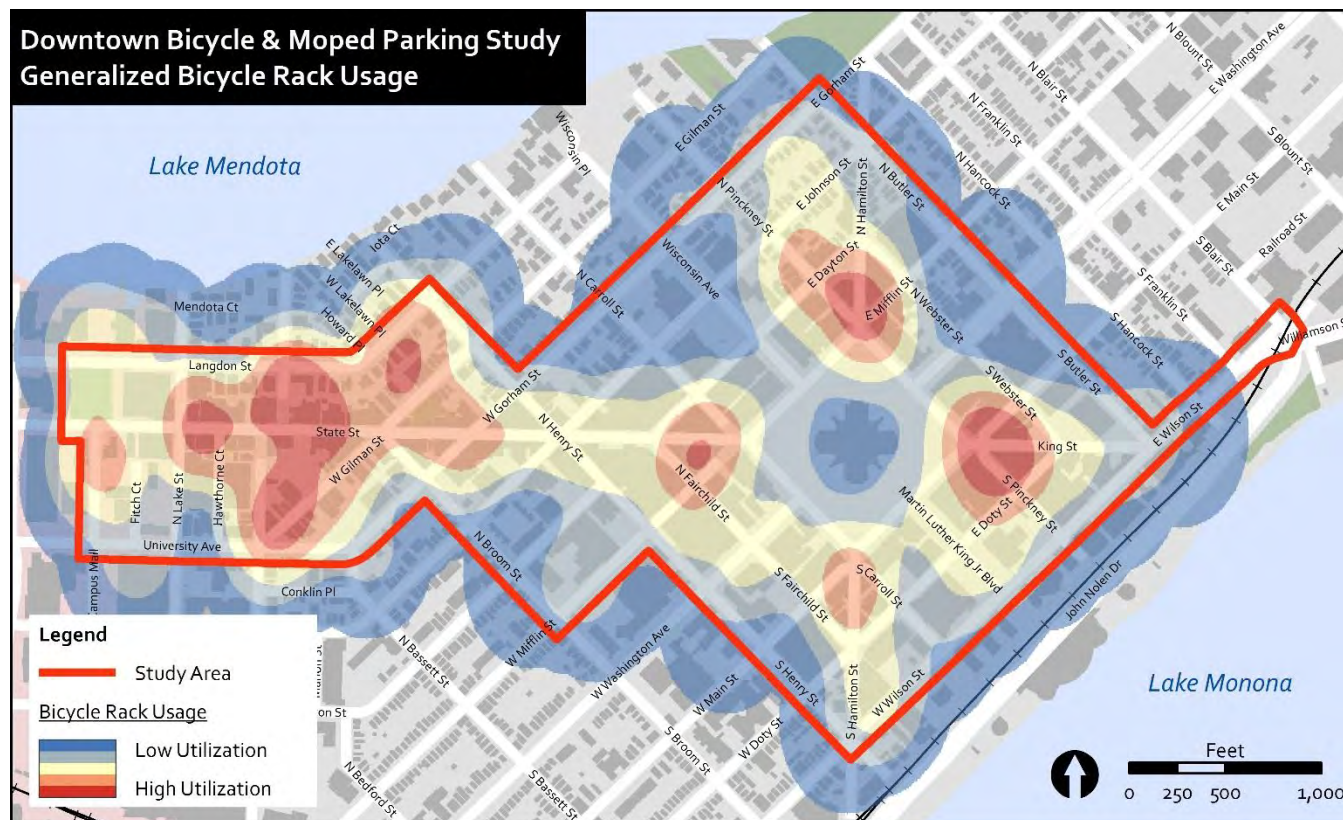 Downtown Bicycle & Moped Parking Study
Generalized Bicycle Rack Usage
Lake Mendota
Lake Monona
N Blount St
E Washington Ave
N Blair St
N Franklin St
S Blount St
E Main St
Railroad St
S Blair St
S Franklin St
Williamson S
E Gorham St
E Gilman St
Wisconsin Pl
N Hancock St
N Butler St
N Hamilton St
E Johnson St
N Pinckney St
E Dayton St
E Mifflin St
N Webster St
Wisconsin Ave
N Carroll St
S Hancock St
S Butler St
S Webster St
E Wilson St
King St
S Pinckney St
E Doty St
Martin Luther King Jr Blvd
John Nolen Dr
Iota Ct
E Lakelawn Pl
W Lakelawn Pl
Howard Pl
Mendota Ct
Langdon St
State St
W Gilman St
W Gorham St
N Henry St
N Fairchild St
S Fairchild St
S Carroll St
S Hamilton St
W Wilson St
Fitch Ct
N Lake St
Hawthorne Ct
University Ave
Campus Mall
Conklin Pl
N Broom St
W Mifflin St
N Bassett St
W Washington Ave
W Main St
S Henry St
W Doty St
S Broom St
S Bassett St
N Bedford St
on St
Legend
Study Area
Bicycle Rack Usage
Low Utilization
High Utilization
Feet
0 250 500 1,000